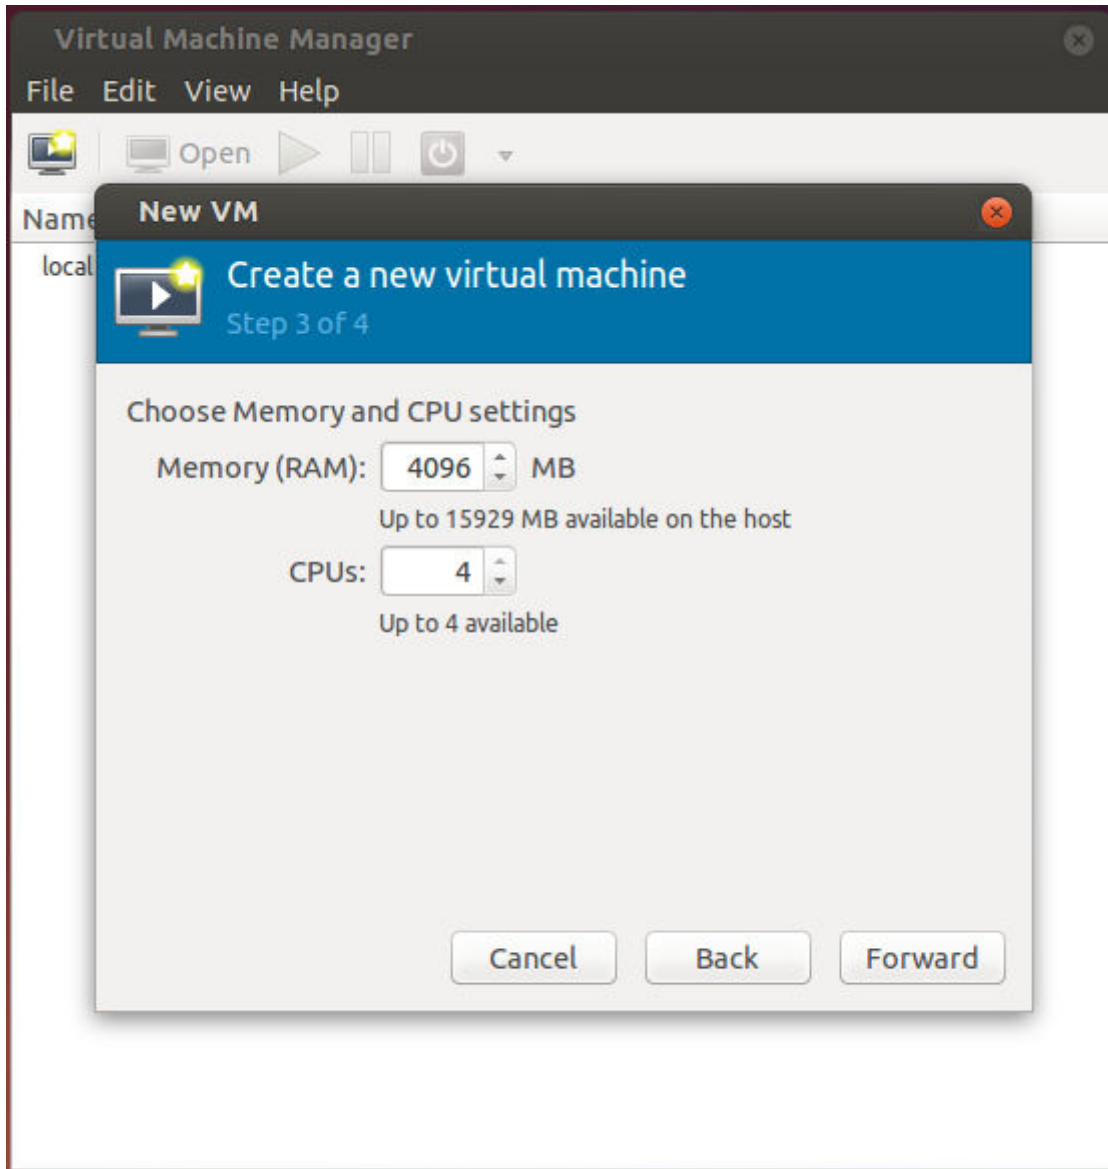 Virtual Machine Manager
File Edit View Help
Open
Name
local
New VM
Create a new virtual machine
Step 3 of 4
Choose Memory and CPU settings
Memory (RAM): 4096 MB
Up to 15929 MB available on the host
CPUs: 4
Up to 4 available
Cancel Back Forward